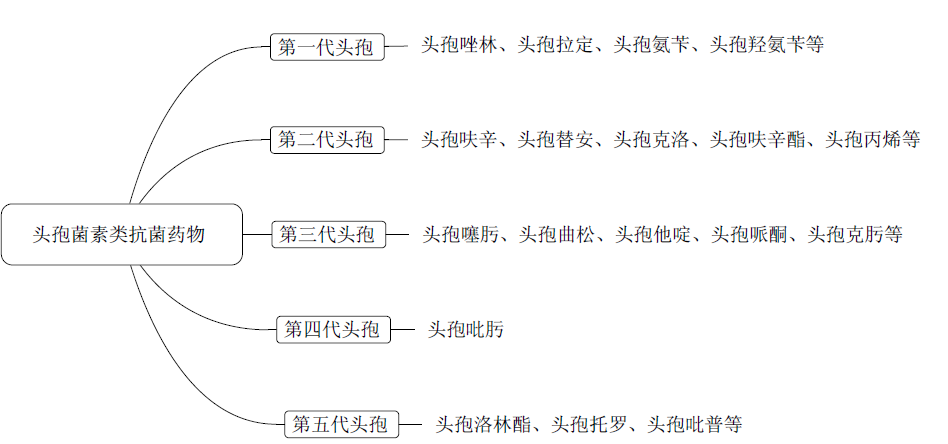 头孢菌素类抗菌药物
第一代头孢
头孢唑林、头孢拉定、头孢氨苄、头孢羟氨苄等
第二代头孢
头孢呋辛、头孢替安、头孢克洛、头孢呋辛酯、头孢丙烯等
第三代头孢
头孢噻肟、头孢曲松、头孢他啶、头孢哌酮、头孢克肟等
第四代头孢
头孢吡肟
第五代头孢
头孢洛林酯、头孢托罗、头孢吡普等